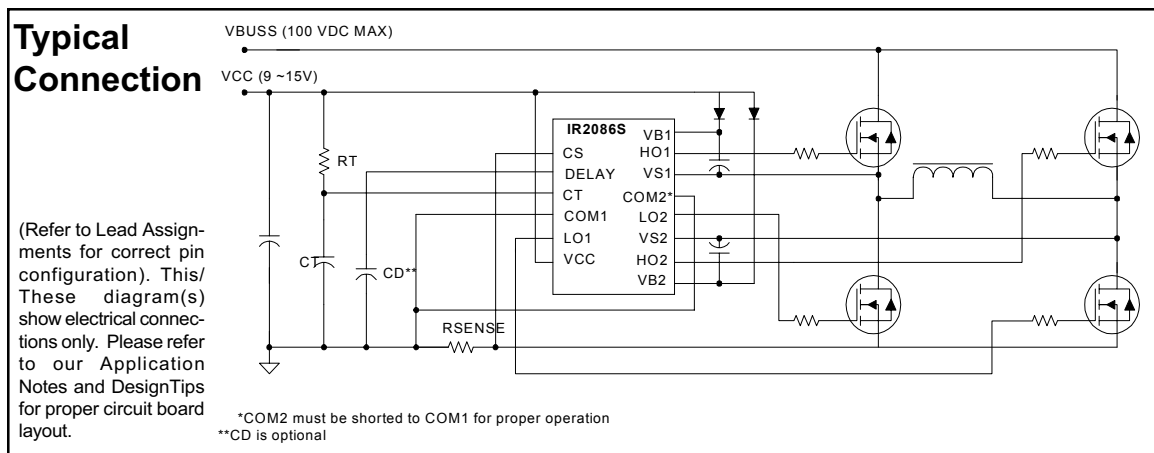 Typical
Connection
VBUSS (100 VDC MAX)
VCC (9 ~15V)
IR2086S
CS
DELAY
CT
COM1
LO1
VCC
VB1
HO1
VS1
COM2*
LO2
VS2
HO2
VB2
RT
CT
CD**
RSENSE
(Refer to Lead Assign-
ments for correct pin
configuration). This/
These diagram(s)
show electrical connec-
tions only. Please refer
to our Application
Notes and DesignTips
for proper circuit board
layout.
*COM2 must be shorted to COM1 for proper operation
**CD is optional